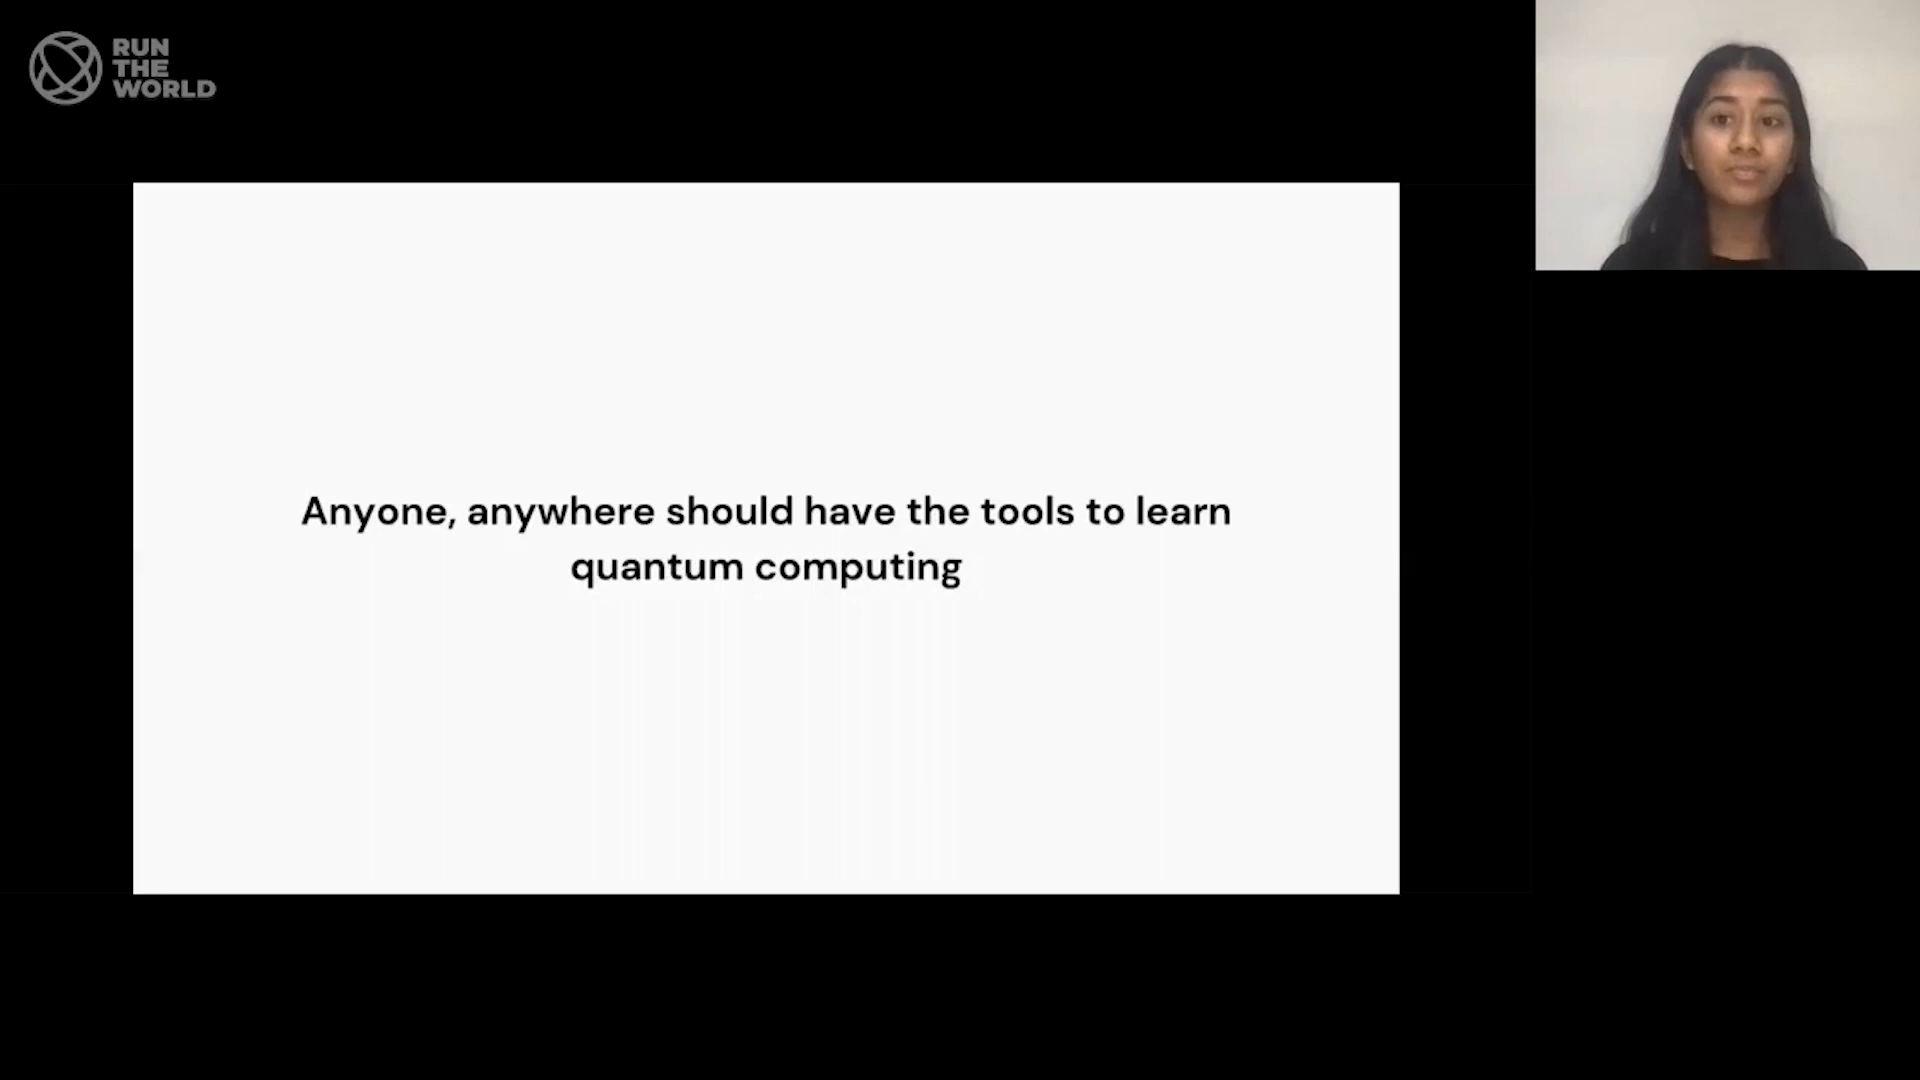 RUN
THE
WORLD
Anyone, anywhere should have the tools to learn
quantum computing